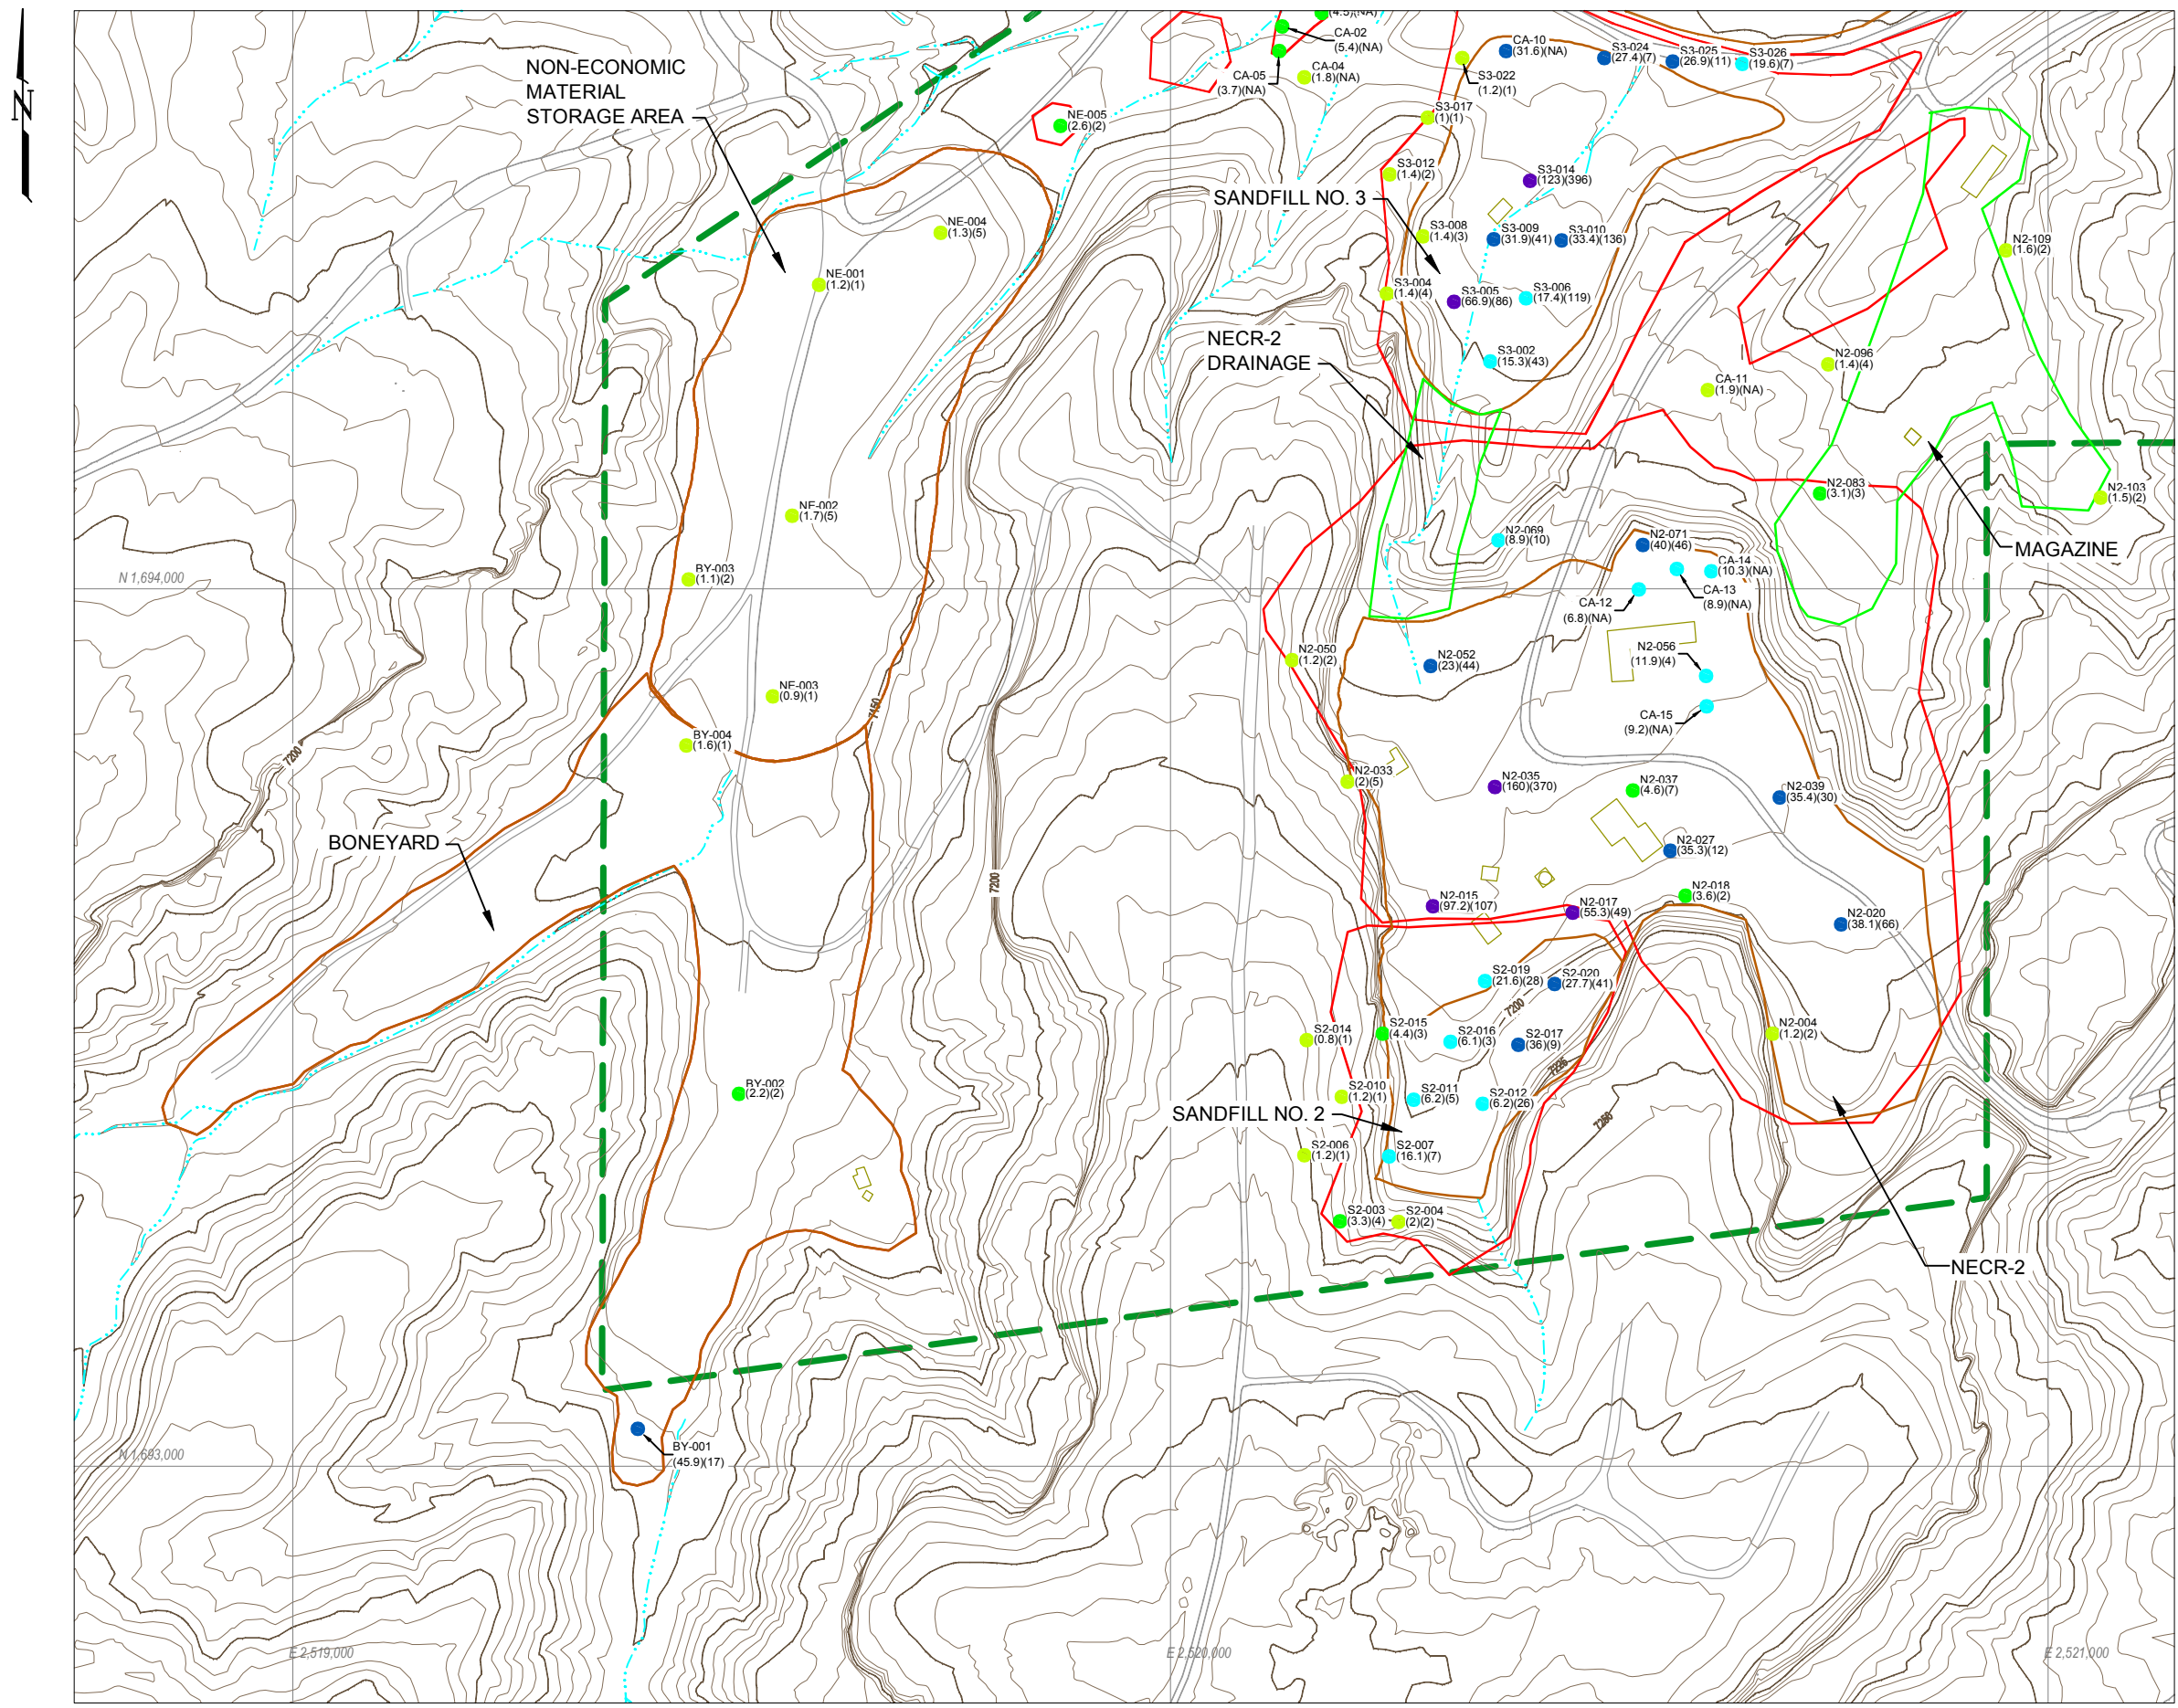 (4.5)(NA)
CA-02
(5.4)(NA)
CA-10
(31.6)(NA)
S3-024
(27.4)(7)
S3-025
(26.9)(11)
S3-026
(19.6)(7)
NON-ECONOMIC
MATERIAL
STORAGE AREA
CA-04
(1.8)(NA)
CA-05
(3.7)(NA)
S3-022
(1.2)(1)
N
NE-005
(2.6)(2)
S3-017
(1)(1)
S3-012
(1.4)(2)
S3-014
(123)(396)
SANDFILL NO. 3
NE-004
(1.3)(5)
S3-008
(1.4)(3)
S3-009
(31.9)(41)
S3-010
(33.4)(136)
N2-109
(1.6)(2)
NE-001
(1.2)(1)
S3-004
(1.4)(4)
S3-005
(66.9)(86)
S3-006
(17.4)(119)
NECR-2
DRAINAGE
S3-002
(15.3)(43)
N2-096
(1.4)(4)
CA-11
(1.9)(NA)
N2-083
(3.1)(3)
N2-103
(1.5)(2)
NE-002
(1.7)(5)
N2-069
(8.9)(10)
N2-071
(40)(46)
MAGAZINE
CA-14
(10.3)(NA)
N 1,694,000
BY-003
(1.1)(2)
CA-13
(8.9)(NA)
CA-12
(6.8)(NA)
N2-050
(1.2)(2)
N2-052
(23)(44)
N2-056
(11.9)(4)
NE-003
(0.9)(1)
7150
CA-15
(9.2)(NA)
BY-004
(1.6)(1)
7200
N2-033
(2)(5)
N2-035
(160)(370)
N2-037
(4.6)(7)
N2-039
(35.4)(30)
BONEYARD
N2-027
(35.3)(12)
7200
N2-015
(97.2)(107)
N2-017
(55.3)(49)
N2-018
(3.6)(2)
N2-020
(38.1)(66)
S2-019
(21.6)(28)
S2-020
(27.7)(41)
7200
S2-014
(0.8)(1)
S2-015
(4.4)(3)
S2-016
(6.1)(3)
S2-017
(36)(9)
N2-004
(1.2)(2)
7225
BY-002
(2.2)(2)
S2-010
(1.2)(1)
S2-011
(6.2)(5)
S2-012
(6.2)(26)
SANDFILL NO. 2
7250
S2-006
(1.2)(1)
S2-007
(16.1)(7)
S2-003
(3.3)(4)
S2-004
(2)(2)
NECR-2
BY-001
(45.9)(17)
N 1,693,000
E 2,519,000
E 2,520,000
E 2,521,000